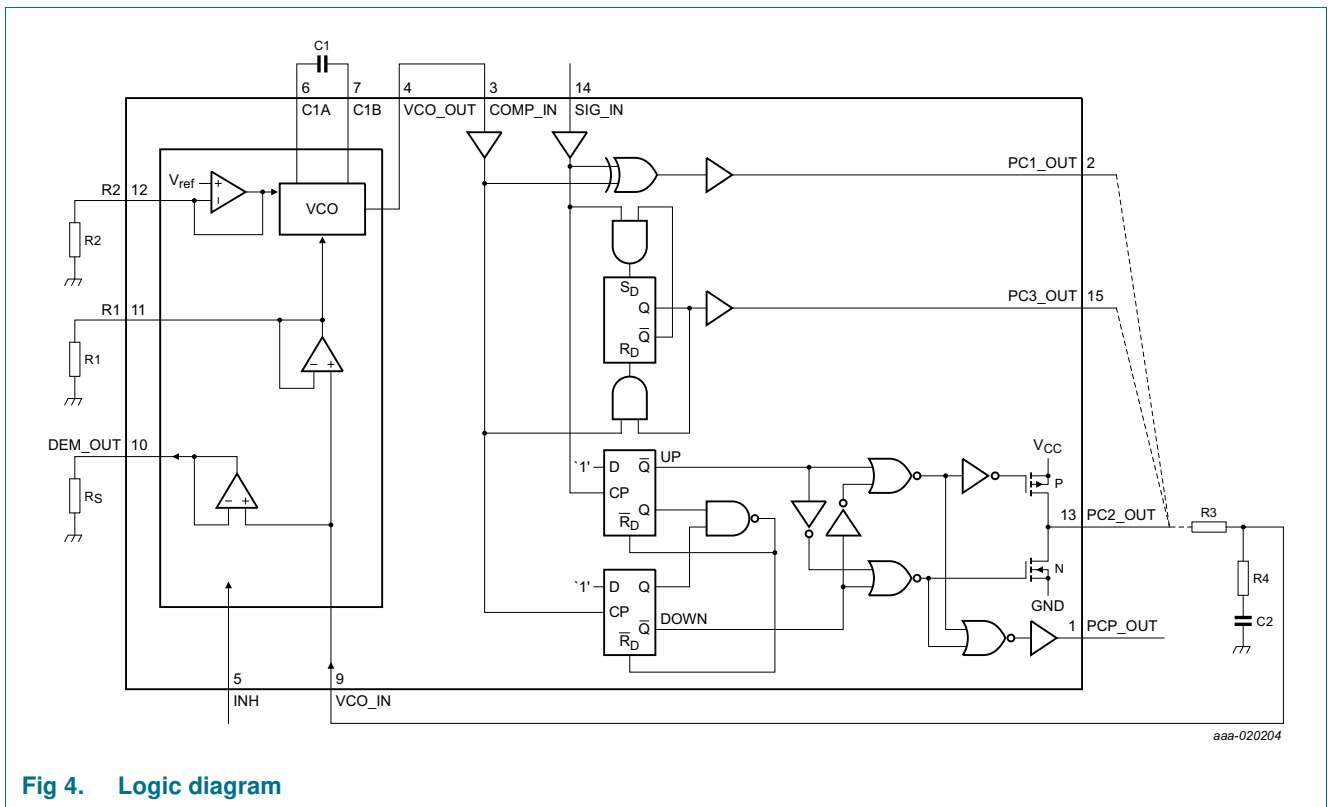 C1
6 7 4 3 14
C1A C1B VCO_OUT COMP_IN SIG_IN
PC1_OUT 2
R2 12
Vref
+
−
VCO
R2
SD
Q
Q̅
RD
PC3_OUT 15
R1 11
R1
− +
DEM_OUT 10
RS
− +
'1' D Q̅ UP
CP
Q
R̅D
VCC
P
13 PC2_OUT
R3
'1' D Q
CP
Q̅ DOWN
R̅D
N
GND
R4
C2
1 PCP_OUT
5 9
INH VCO_IN
aaa-020204
Fig 4. Logic diagram